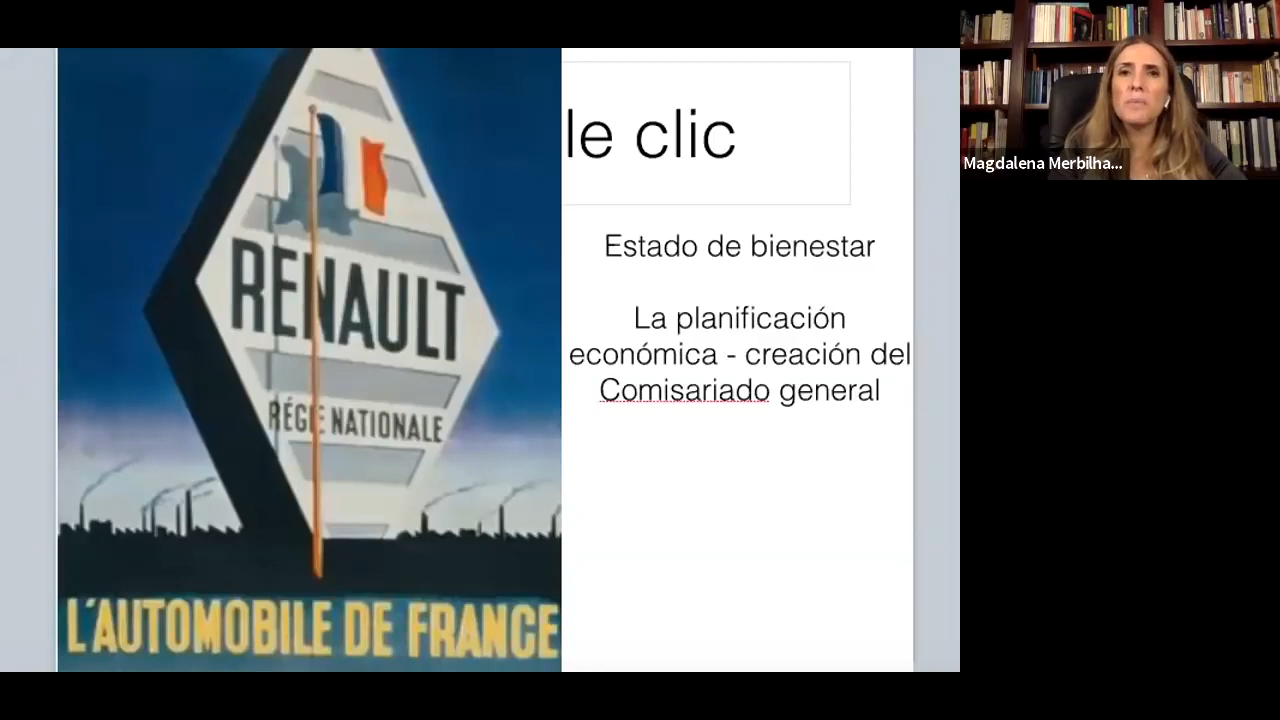 RENAULT
RÉGIE NATIONALE
L'AUTOMOBILE DE FRANCE
le clic
Estado de bienestar
La planificación
económica - creación del
Comisariado general
Magdalena Merbilha...